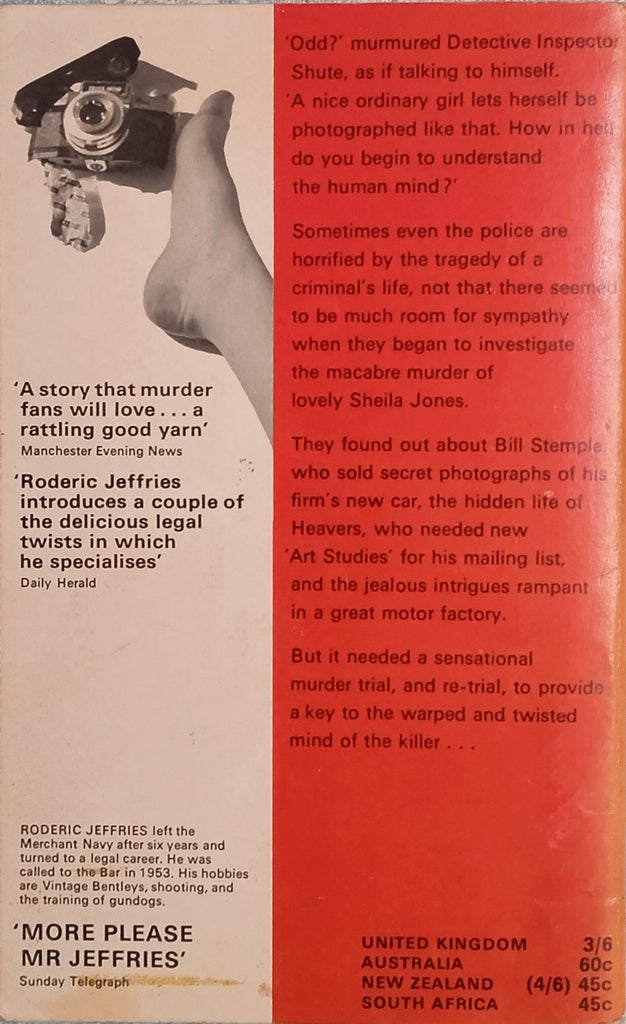 'A story that murder
fans will love . . . a
rattling good yarn'
Manchester Evening News
'Roderic Jeffries
introduces a couple of
the delicious legal
twists in which
he specialises'
Daily Herald
RODERIC JEFFRIES left the
Merchant Navy after six years and
turned to a legal career. He was
called to the Bar in 1953. His hobbies
are Vintage Bentleys, shooting, and
the training of gundogs.
'MORE PLEASE
MR JEFFRIES'
Sunday Telegraph
'Odd?' murmured Detective Inspector
Shute, as if talking to himself.
'A nice ordinary girl lets herself be
photographed like that. How in hell
do you begin to understand
the human mind?'
Sometimes even the police are
horrified by the tragedy of a
criminal's life, not that there seemed
to be much room for sympathy
when they began to investigate
the macabre murder of
lovely Sheila Jones.
They found out about Bill Stemple,
who sold secret photographs of his
firm's new car, the hidden life of
Heavers, who needed new
'Art Studies' for his mailing list,
and the jealous intrigues rampant
in a great motor factory.
But it needed a sensational
murder trial, and re-trial, to provide
a key to the warped and twisted
mind of the killer . . .
UNITED KINGDOM 3/6
AUSTRALIA 60c
NEW ZEALAND (4/6) 45c
SOUTH AFRICA 45c